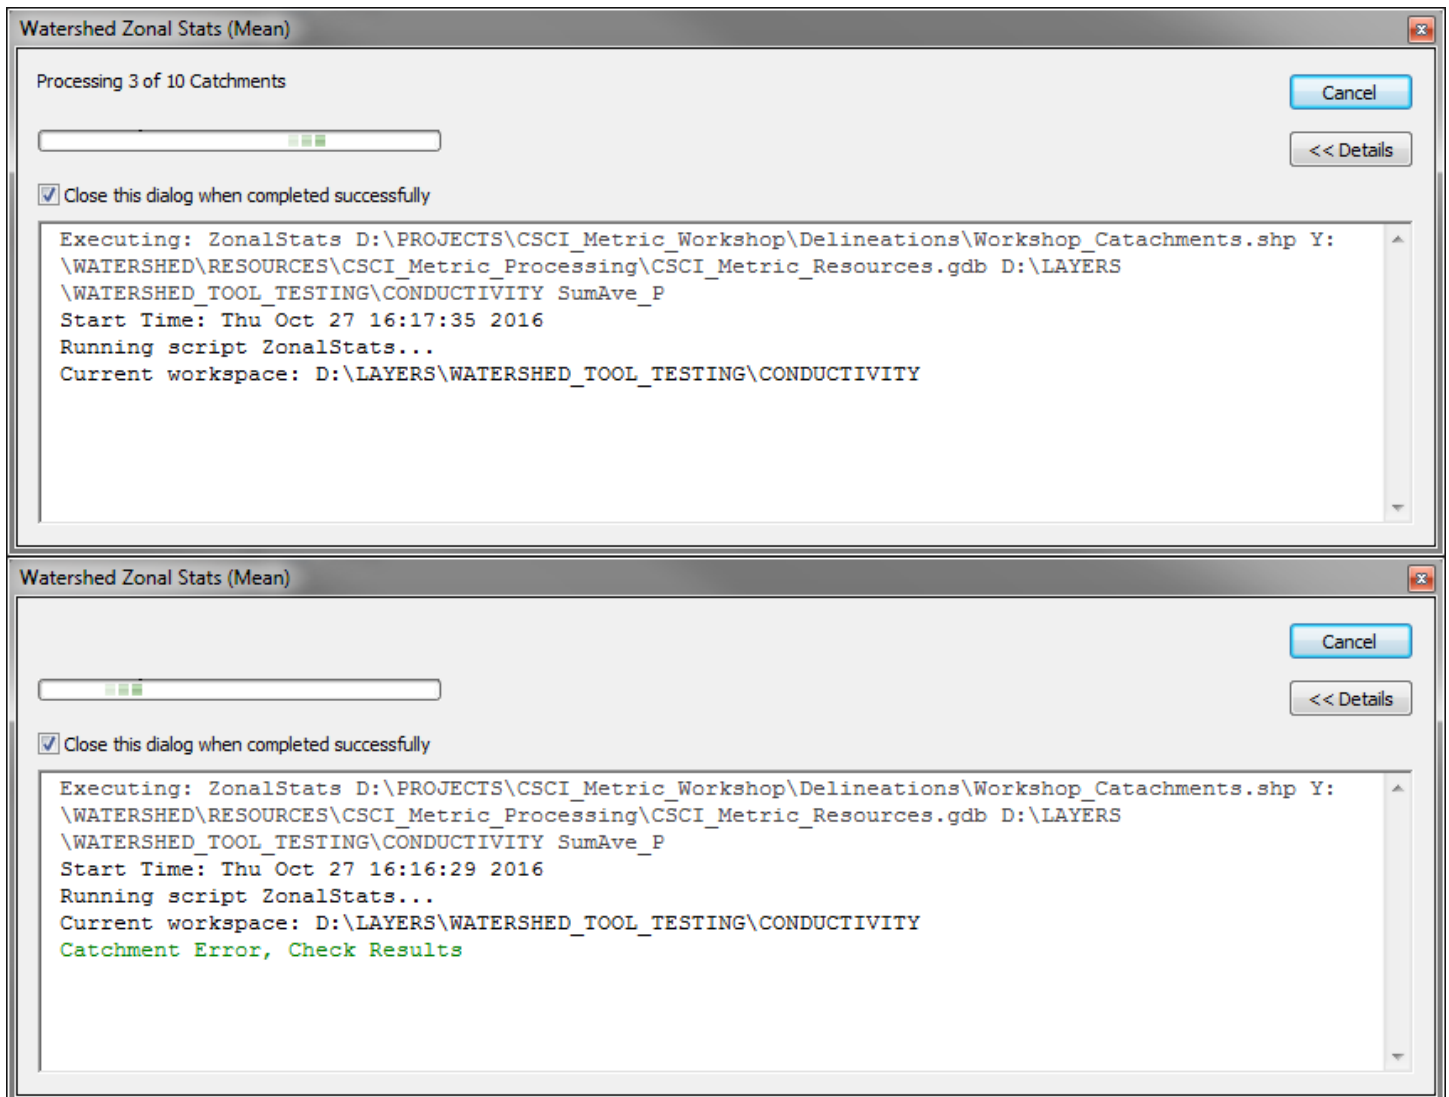 Watershed Zonal Stats (Mean)
Processing 3 of 10 Catchments
Cancel
<< Details
Close this dialog when completed successfully
Executing: ZonalStats D:\PROJECTS\CSCI_Metric_Workshop\Delineations\Workshop_Catachments.shp Y:
\WATERSHED\RESOURCES\CSCI_Metric_Processing\CSCI_Metric_Resources.gdb D:\LAYERS
\WATERSHED_TOOL_TESTING\CONDUCTIVITY SumAve_P
Start Time: Thu Oct 27 16:17:35 2016
Running script ZonalStats...
Current workspace: D:\LAYERS\WATERSHED_TOOL_TESTING\CONDUCTIVITY
Watershed Zonal Stats (Mean)
Cancel
<< Details
Close this dialog when completed successfully
Executing: ZonalStats D:\PROJECTS\CSCI_Metric_Workshop\Delineations\Workshop_Catachments.shp Y:
\WATERSHED\RESOURCES\CSCI_Metric_Processing\CSCI_Metric_Resources.gdb D:\LAYERS
\WATERSHED_TOOL_TESTING\CONDUCTIVITY SumAve_P
Start Time: Thu Oct 27 16:16:29 2016
Running script ZonalStats...
Current workspace: D:\LAYERS\WATERSHED_TOOL_TESTING\CONDUCTIVITY
Catchment Error, Check Results